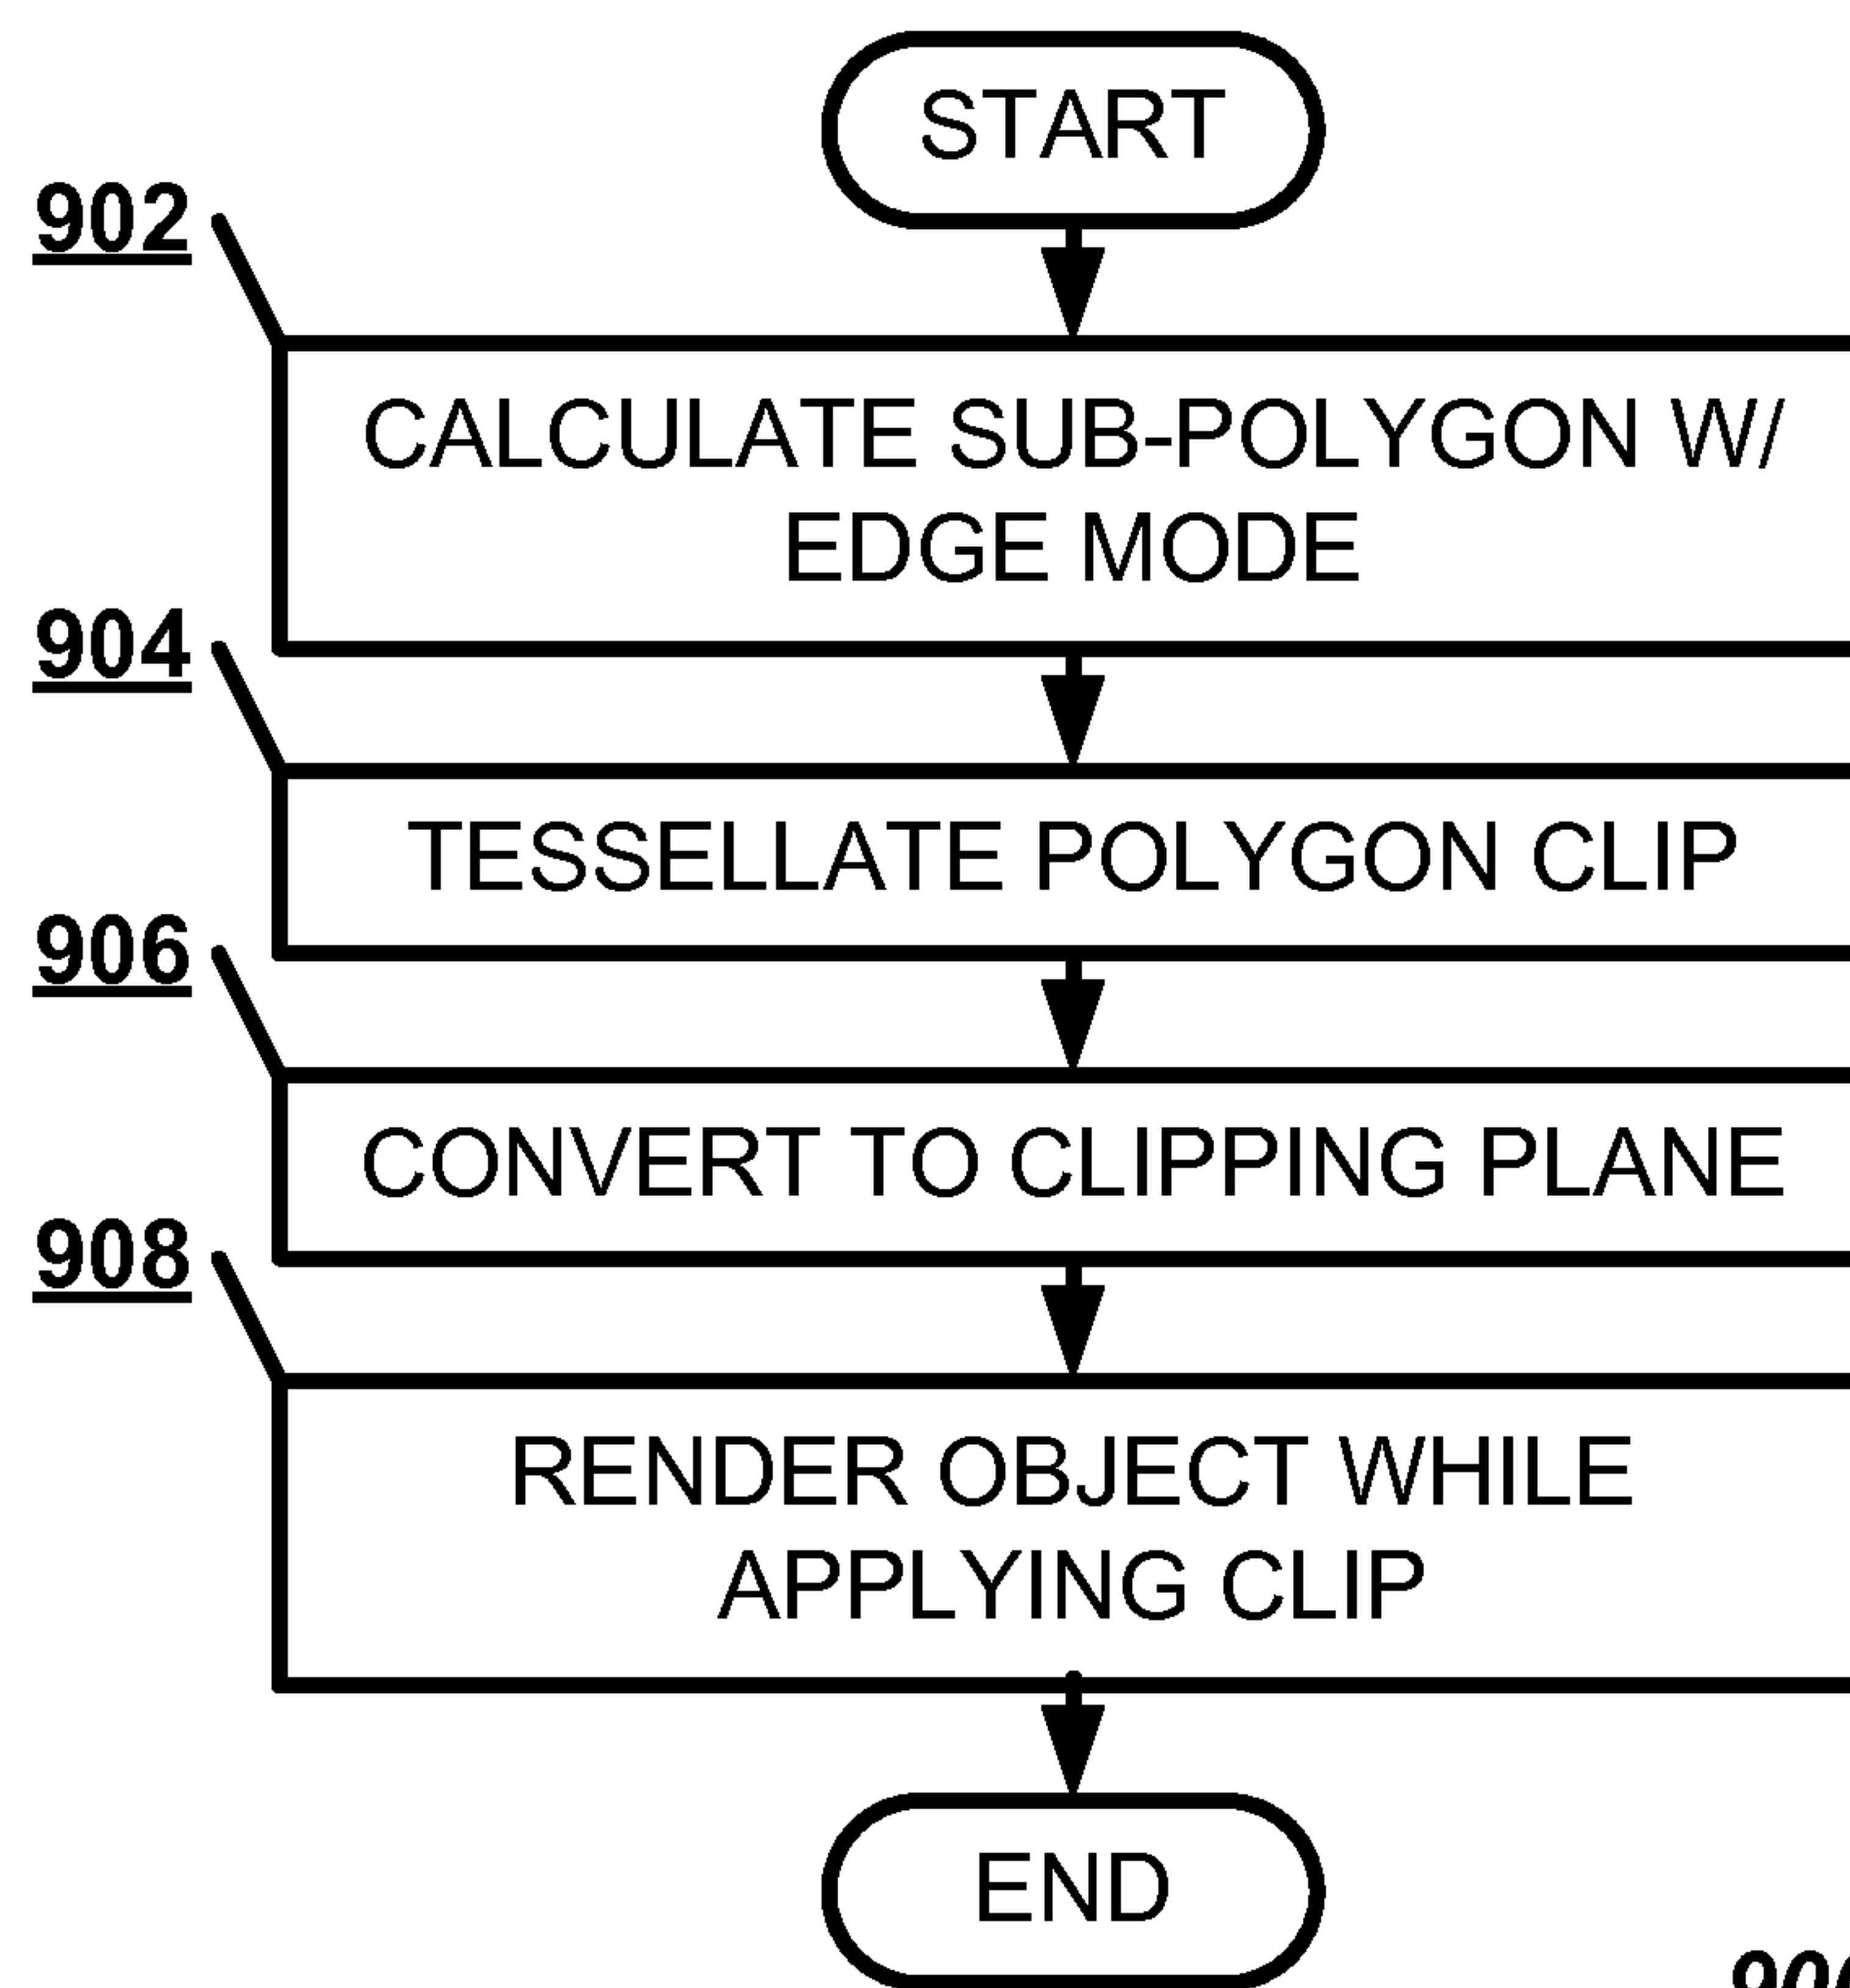 START
902
CALCULATE SUB-POLYGON W/
EDGE MODE
904
TESSELLATE POLYGON CLIP
906
CONVERT TO CLIPPING PLANE
908
RENDER OBJECT WHILE
APPLYING CLIP
END